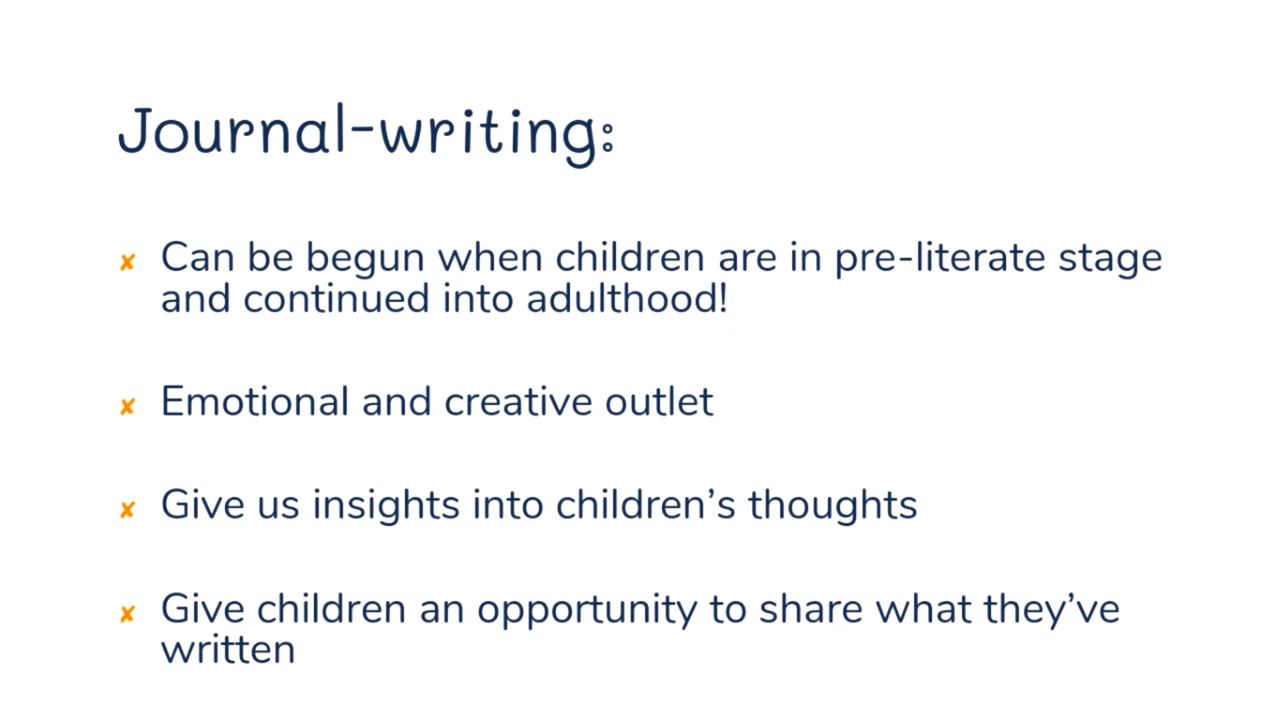 Journal-writing:
✘ Can be begun when children are in pre-literate stage
and continued into adulthood!
✘ Emotional and creative outlet
✘ Give us insights into children’s thoughts
✘ Give children an opportunity to share what they’ve
written